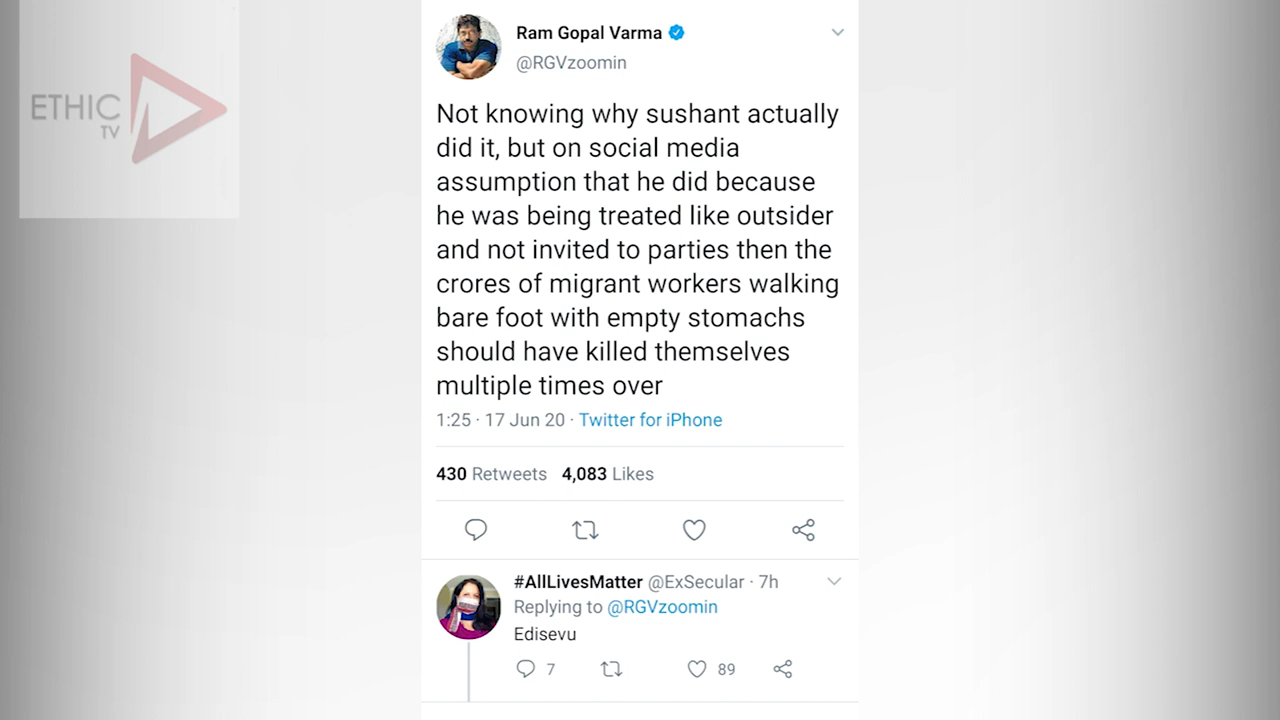 ETHIC
TV
Ram Gopal Varma
@RGVzoomin
Not knowing why sushant actually
did it, but on social media
assumption that he did because
he was being treated like outsider
and not invited to parties then the
crores of migrant workers walking
bare foot with empty stomachs
should have killed themselves
multiple times over
1:25 · 17 Jun 20 · Twitter for iPhone
430 Retweets 4,083 Likes
#AllLivesMatter @ExSecular · 7h
Replying to @RGVzoomin
Edisevu
7 89